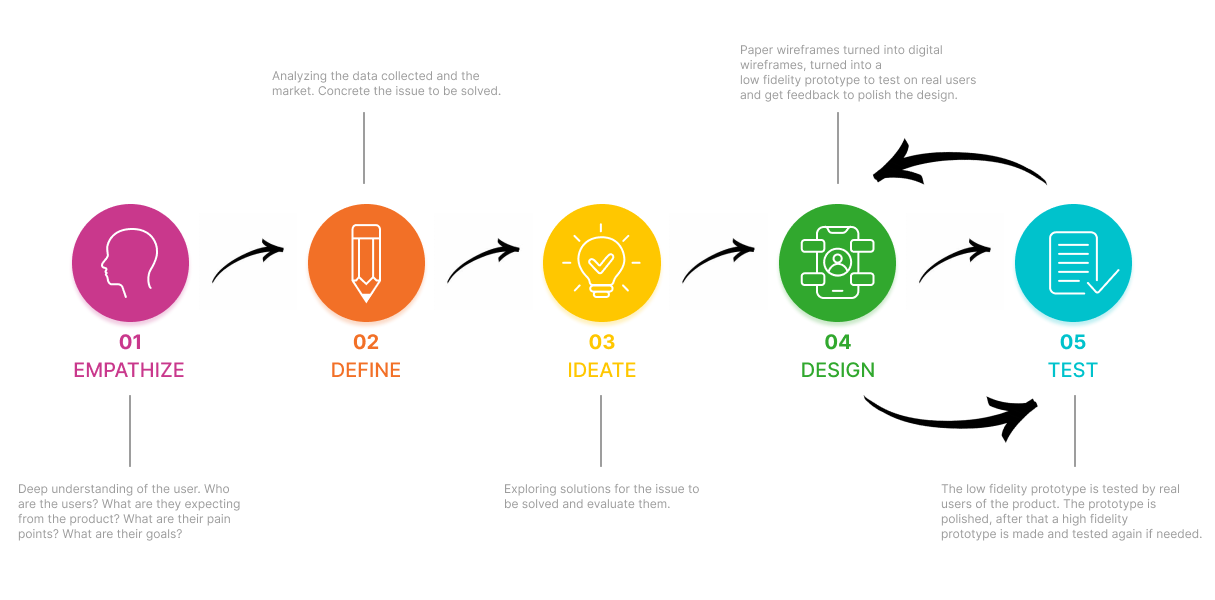 Paper wireframes turned into digital
wireframes, turned into a
low fidelity prototype to test on real users
and get feedback to polish the design.
Analyzing the data collected and the
market. Concrete the issue to be solved.
01
EMPATHIZE
02
DEFINE
03
IDEATE
04
DESIGN
05
TEST
Deep understanding of the user. Who
are the users? What are they expecting
from the product? What are their pain
points? What are their goals?
Exploring solutions for the issue to
be solved and evaluate them.
The low fidelity prototype is tested by real
users of the product. The prototype is
polished, after that a high fidelity
prototype is made and tested again if needed.